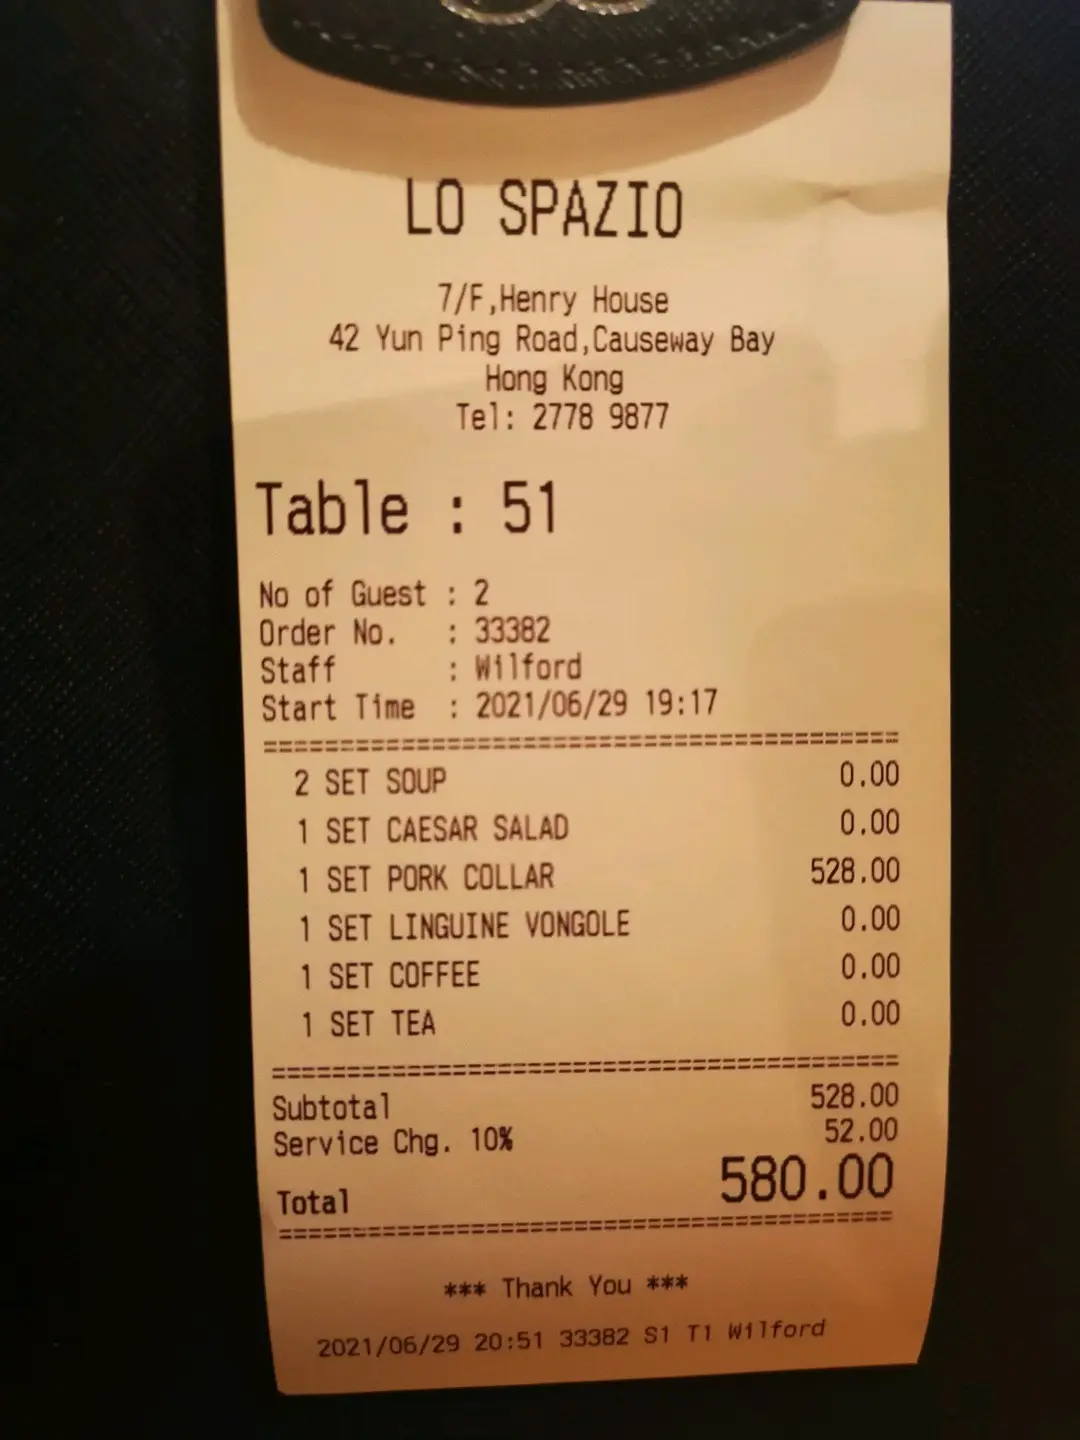 LO SPAZIO
7/F,Henry House
42 Yun Ping Road,Causeway Bay
Hong Kong
Tel: 2778 9877
Table : 51
No of Guest : 2
Order No. : 33382
Staff : Wilford
Start Time : 2021/06/29 19:17
=========================================
2 SET SOUP 0.00
1 SET CAESAR SALAD 0.00
1 SET PORK COLLAR 528.00
1 SET LINGUINE VONGOLE 0.00
1 SET COFFEE 0.00
1 SET TEA 0.00
=========================================
Subtotal 528.00
Service Chg. 10% 52.00
Total 580.00
=========================================
*** Thank You ***
2021/06/29 20:51 33382 S1 T1 Wilford